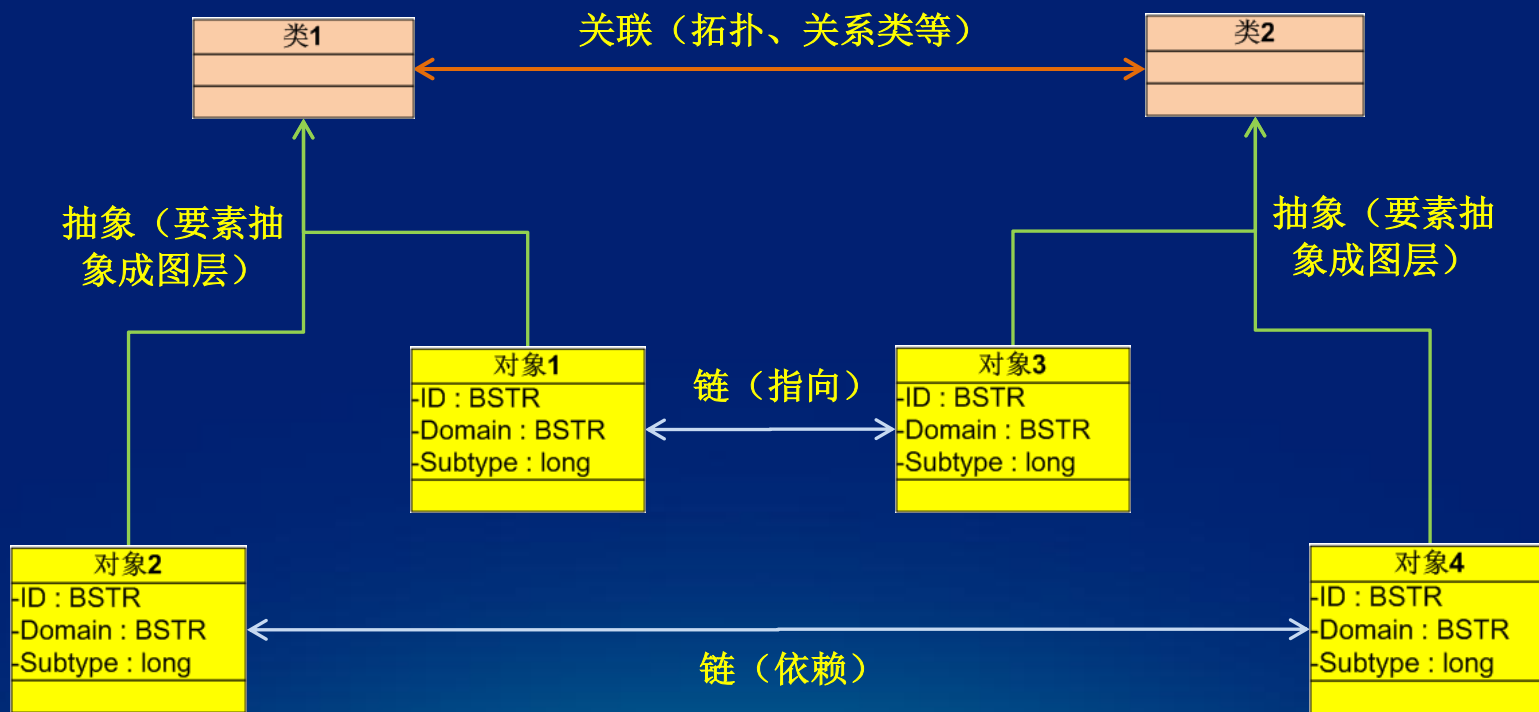 类1
关联（拓扑、关系类等）
类2
抽象（要素抽
象成图层）
抽象（要素抽
象成图层）
对象1
-ID : BSTR
-Domain : BSTR
-Subtype : long
链（指向）
对象3
-ID : BSTR
-Domain : BSTR
-Subtype : long
对象2
-ID : BSTR
-Domain : BSTR
-Subtype : long
链（依赖）
对象4
-ID : BSTR
-Domain : BSTR
-Subtype : long